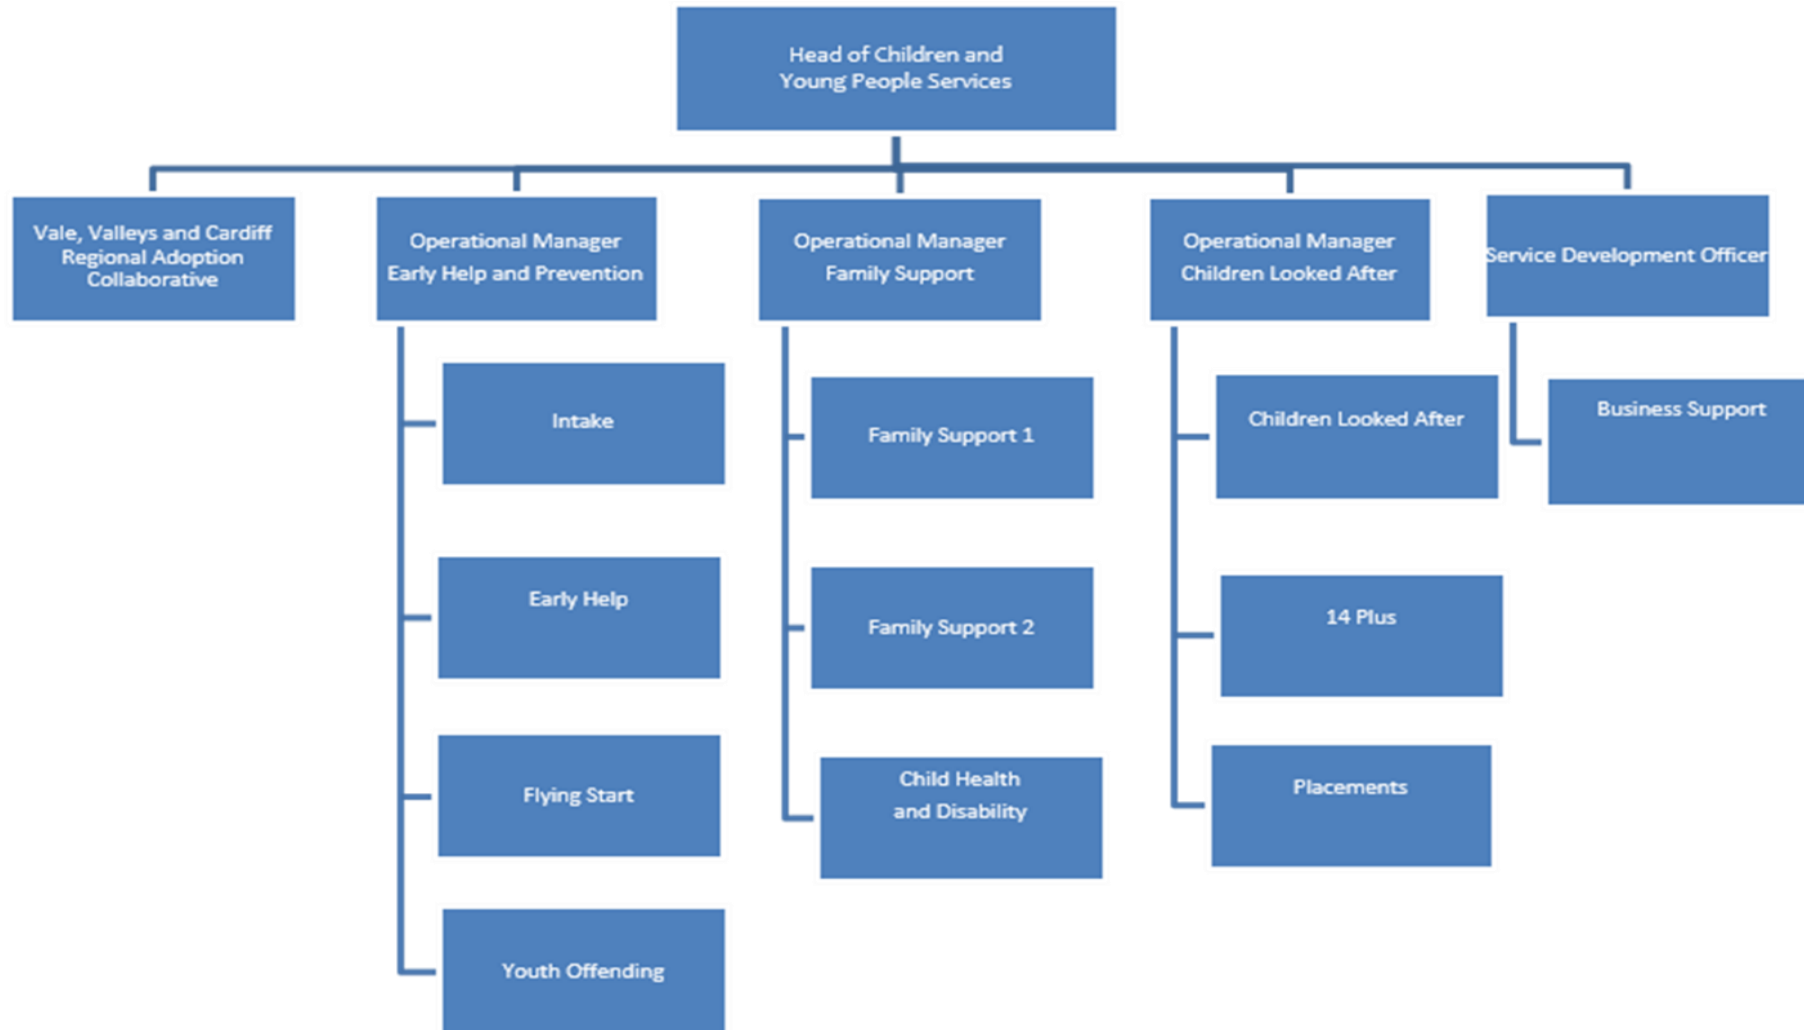 Head of Children and
Young People Services
Vale, Valleys and Cardiff
Regional Adoption
Collaborative
Operational Manager
Early Help and Prevention
Operational Manager
Family Support
Operational Manager
Children Looked After
Service Development Officer
Intake
Early Help
Flying Start
Youth Offending
Family Support 1
Family Support 2
Child Health
and Disability
Children Looked After
14 Plus
Placements
Business Support